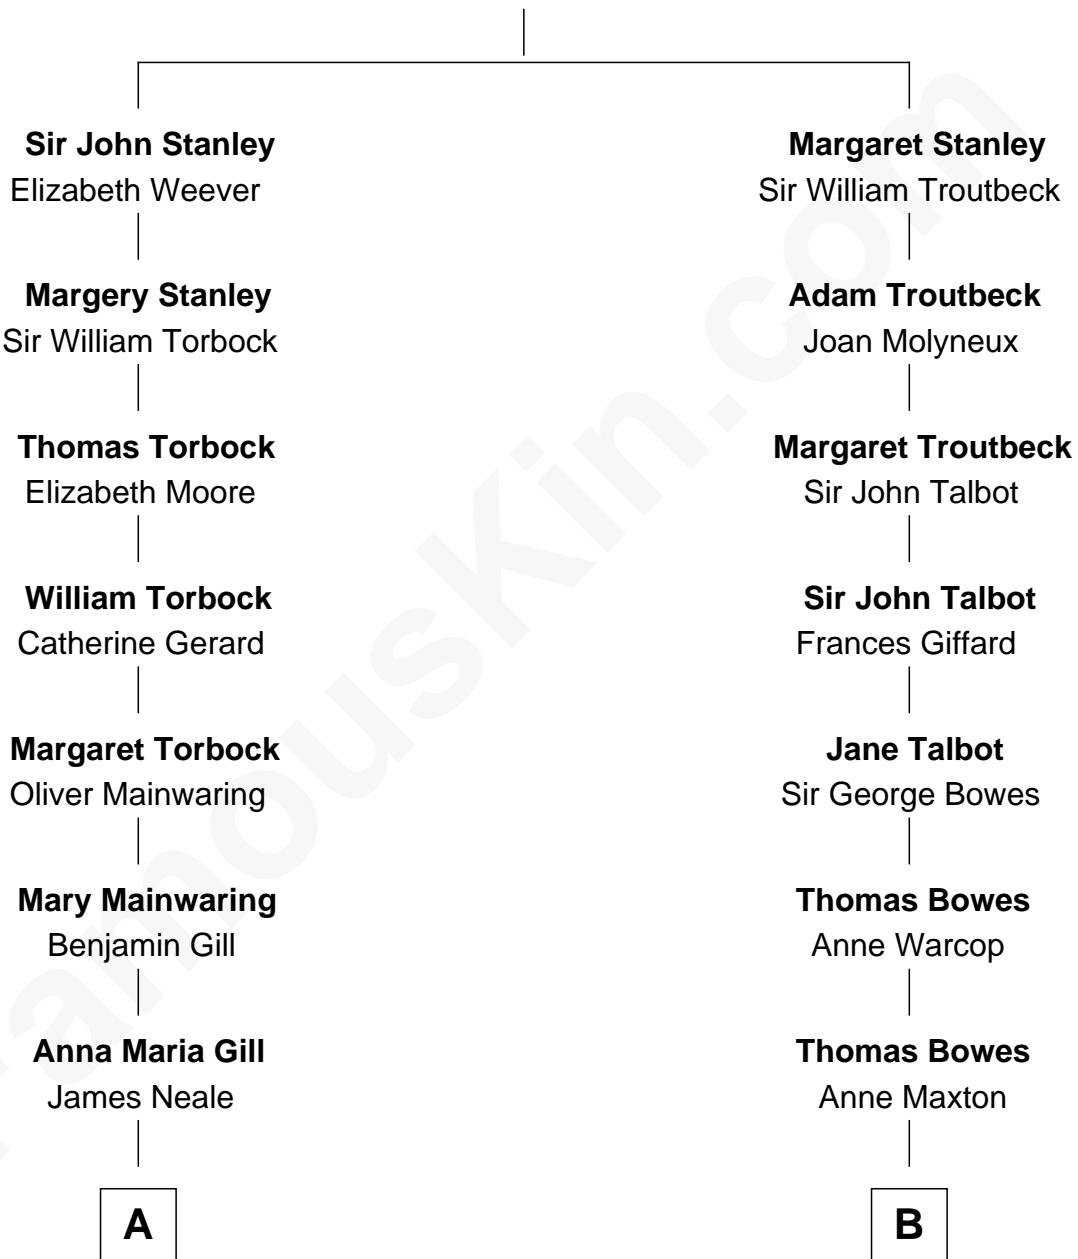 Sir John Stanley
Elizabeth Weever
Margery Stanley
Sir William Torbock
Thomas Torbock
Elizabeth Moore
William Torbock
Catherine Gerard
Margaret Torbock
Oliver Mainwaring
Mary Mainwaring
Benjamin Gill
Anna Maria Gill
James Neale
A
Margaret Stanley
Sir William Troutbeck
Adam Troutbeck
Joan Molyneux
Margaret Troutbeck
Sir John Talbot
Sir John Talbot
Frances Giffard
Jane Talbot
Sir George Bowes
Thomas Bowes
Anne Warcop
Thomas Bowes
Anne Maxton
B
FamousKin.com